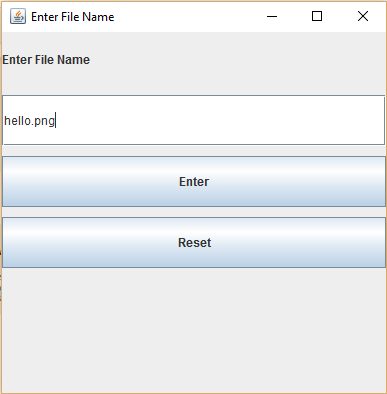 Enter File Name
Enter File Name
hello.png
Enter
Reset